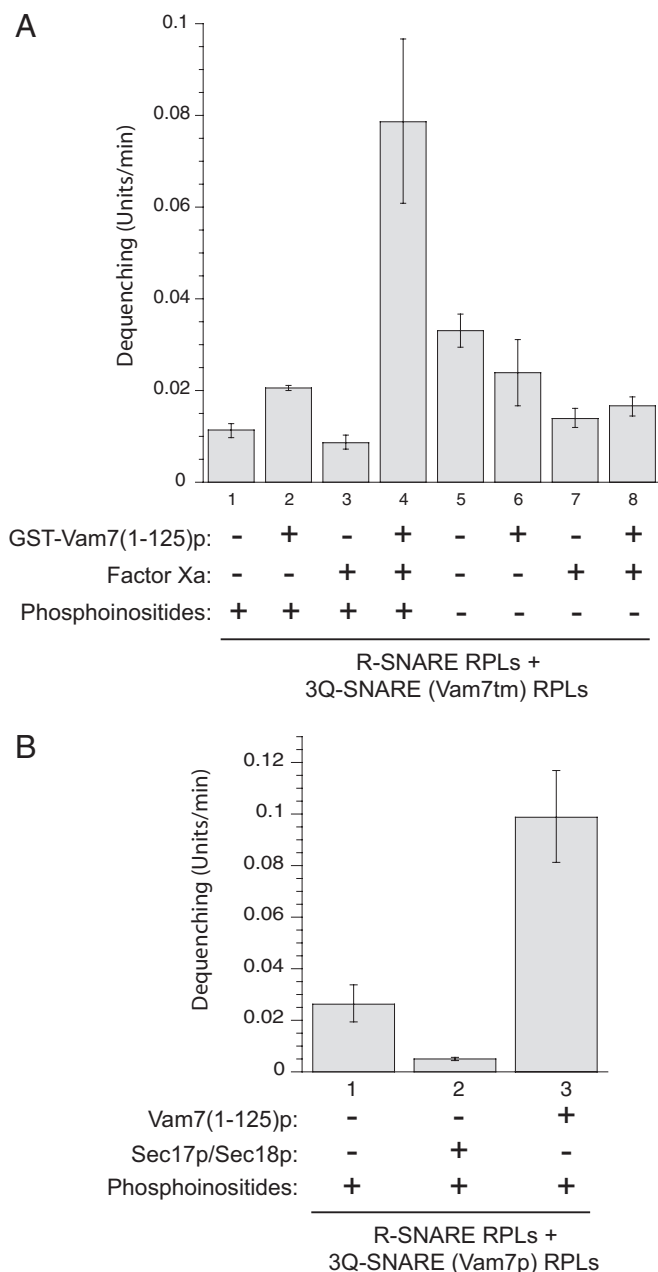 A
0.1
0.08
0.06
0.04
0.02
0
Dequenching (Units/min)
1 2 3 4 5 6 7 8
GST-Vam7(1-125)p: - + - + - + - +
Factor Xa: - - + + - - + +
Phosphoinositides: + + + + - - - -
R-SNARE RPLs +
3Q-SNARE (Vam7tm) RPLs
B
0.12
0.1
0.08
0.06
0.04
0.02
0
Dequenching (Units/min)
1 2 3
Vam7(1-125)p: - - +
Sec17p/Sec18p: - + -
Phosphoinositides: + + +
R-SNARE RPLs +
3Q-SNARE (Vam7p) RPLs